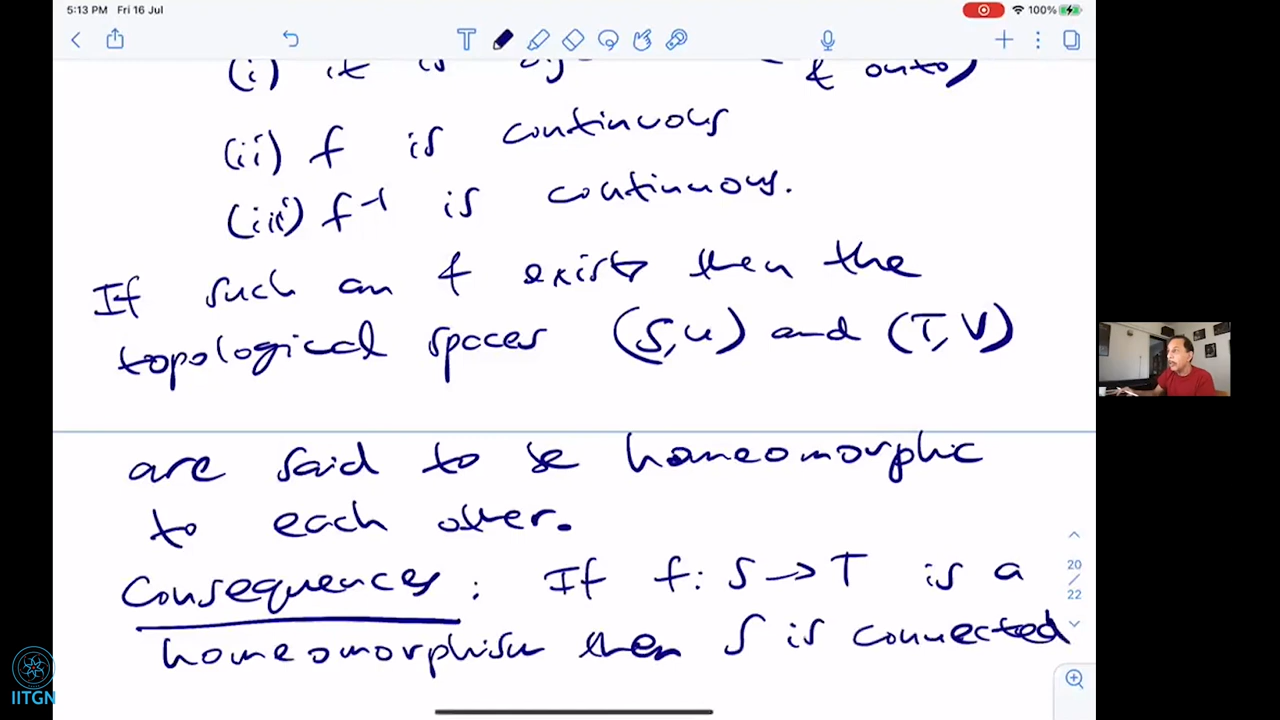 5:13 PM Fri 16 Jul
100%
(i) it is & onto)
(ii) f is continuous
(iii) f⁻¹ is continuous.
If such an f exists then the
topological spaces (S,U) and (T,V)
are said to be homeomorphic
to each other.
Consequences : If f: S → T is a
homeomorphism then S is connected
20
/
22
IITGN